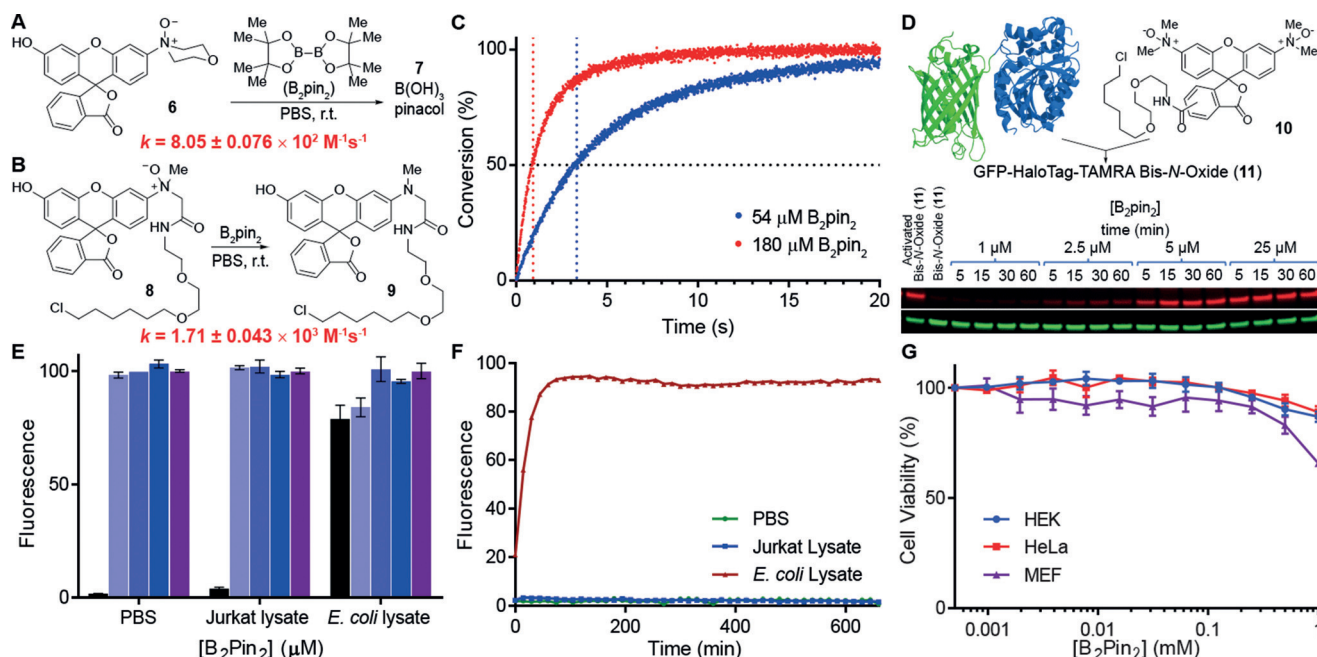 A
HO
O
N
O⁻
+
O
O
O
6
Me Me
Me Me
O O
B–B
O O
Me Me
Me Me
(B₂pin₂)
PBS, r.t.
7
B(OH)₃
pinacol
k = 8.05 ± 0.076 × 10² M⁻¹s⁻¹
B
HO
O
⁻O
Me
N
+
O
O
HN
O
O
8
Cl
O
B₂pin₂
PBS, r.t.
HO
O
Me
N
O
O
HN
O
O
9
Cl
O
k = 1.71 ± 0.043 × 10³ M⁻¹s⁻¹
C
Conversion (%)
100
50
0
54 μM B₂pin₂
180 μM B₂pin₂
0 5 10 15 20
Time (s)
D
Me
⁻O
N
+
Me
O
O⁻
Me
N
+
Me
Cl
O
HN
O
O
O
O
10
GFP-HaloTag-TAMRA Bis-N-Oxide (11)
Activated
Bis-N-Oxide (11)
Bis-N-Oxide (11)
[B₂pin₂]
time (min)
1 μM 2.5 μM 5 μM 25 μM
5 15 30 60 5 15 30 60 5 15 30 60 5 15 30 60
E
Fluorescence
100
50
0
PBS Jurkat lysate E. coli lysate
[B₂Pin₂] (μM)
F
Fluorescence
100
80
60
40
20
0
PBS
Jurkat Lysate
E. coli Lysate
0 200 400 600
Time (min)
G
Cell Viability (%)
100
50
0
HEK
HeLa
MEF
0.001 0.01 0.1 1
[B₂Pin₂] (mM)